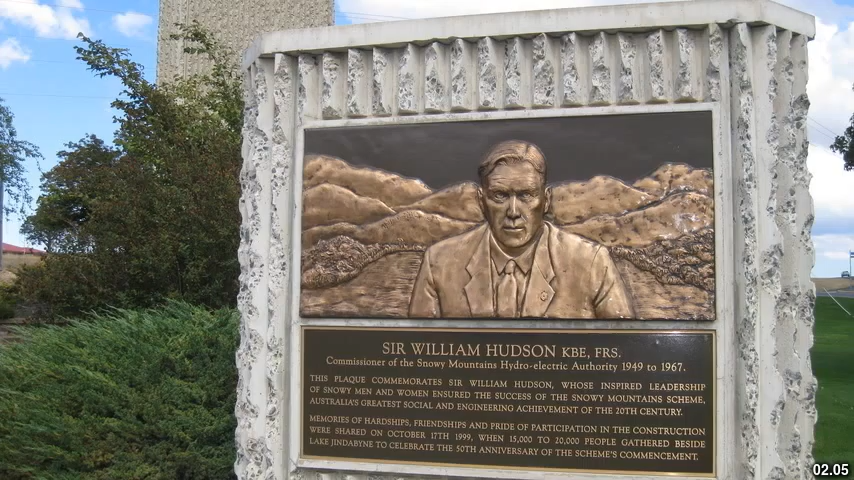 SIR WILLIAM HUDSON KBE, FRS.
Commissioner of the Snowy Mountains Hydro-electric Authority 1949 to 1967.
THIS PLAQUE COMMEMORATES SIR WILLIAM HUDSON, WHOSE INSPIRED LEADERSHIP
OF SNOWY MEN AND WOMEN ENSURED THE SUCCESS OF THE SNOWY MOUNTAINS SCHEME,
AUSTRALIA'S GREATEST SOCIAL AND ENGINEERING ACHIEVEMENT OF THE 20TH CENTURY.
MEMORIES OF HARDSHIPS, FRIENDSHIPS AND PRIDE OF PARTICIPATION IN THE CONSTRUCTION
WERE SHARED ON OCTOBER 17TH 1999, WHEN 15,000 TO 20,000 PEOPLE GATHERED BESIDE
LAKE JINDABYNE TO CELEBRATE THE 50TH ANNIVERSARY OF THE SCHEME'S COMMENCEMENT.
02.05